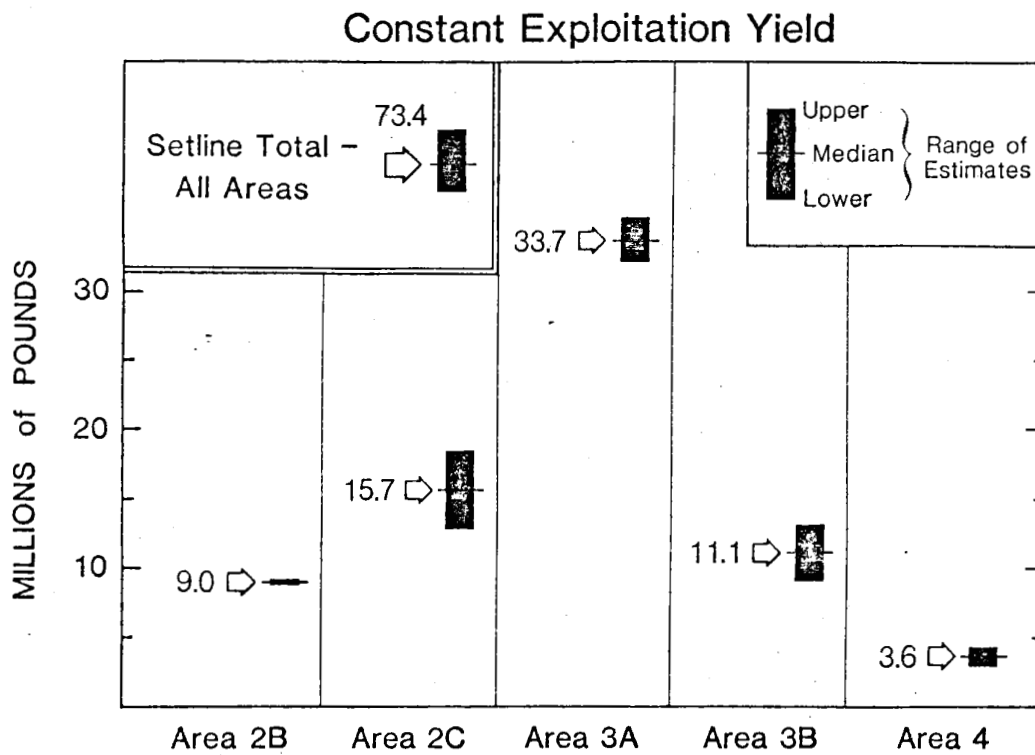 Constant Exploitation Yield
Setline Total –
All Areas
73.4
Upper
Median
Lower
Range of
Estimates
MILLIONS of POUNDS
30
20
10
9.0
15.7
33.7
11.1
3.6
Area 2B
Area 2C
Area 3A
Area 3B
Area 4